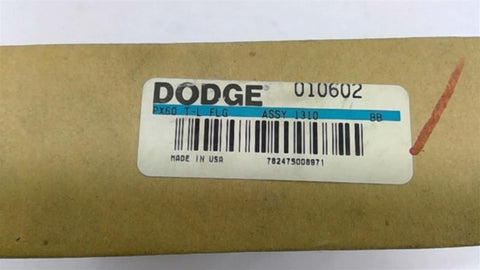 DODGE® 010602
PX60 T-L FLG ASSY 1310 BB
MADE IN USA 782475008971